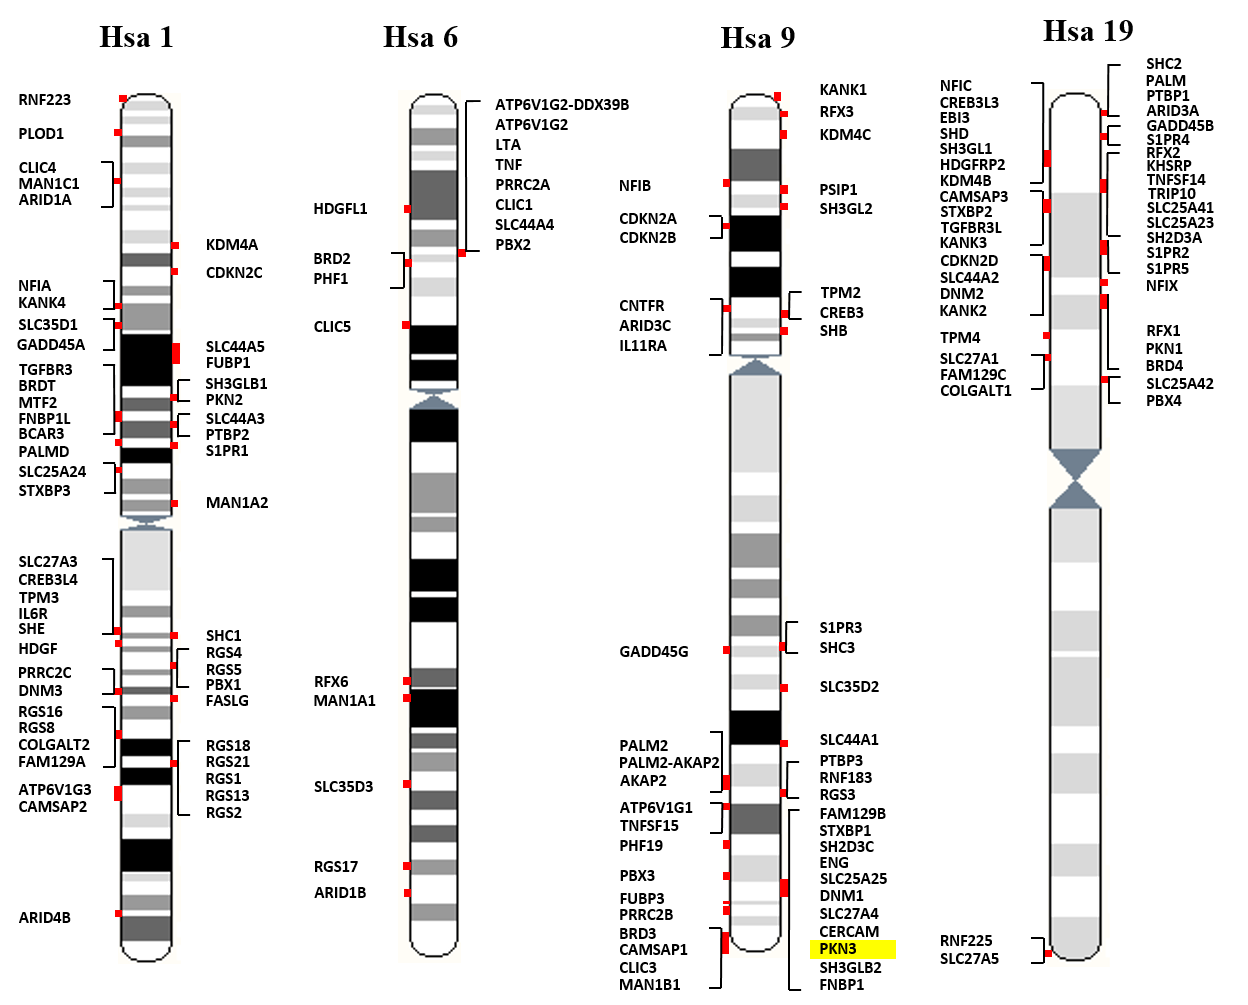 Hsa 1
RNF223
PLOD1
CLIC4
MAN1C1
ARID1A
NFIA
KANK4
SLC35D1
GADD45A
TGFBR3
BRDT
MTF2
FNBP1L
BCAR3
PALMD
SLC25A24
STXBP3
SLC27A3
CREB3L4
TPM3
IL6R
SHE
HDGF
PRRC2C
DNM3
RGS16
RGS8
COLGALT2
FAM129A
ATP6V1G3
CAMSAP2
ARID4B
KDM4A
CDKN2C
SLC44A5
FUBP1
SH3GLB1
PKN2
SLC44A3
PTBP2
S1PR1
MAN1A2
SHC1
RGS4
RGS5
PBX1
FASLG
RGS18
RGS21
RGS1
RGS13
RGS2
Hsa 6
HDGFL1
BRD2
PHF1
CLIC5
RFX6
MAN1A1
SLC35D3
RGS17
ARID1B
ATP6V1G2-DDX39B
ATP6V1G2
LTA
TNF
PRRC2A
CLIC1
SLC44A4
PBX2
Hsa 9
NFIB
CDKN2A
CDKN2B
CNTFR
ARID3C
IL11RA
GADD45G
PALM2
PALM2-AKAP2
AKAP2
ATP6V1G1
TNFSF15
PHF19
PBX3
FUBP3
PRRC2B
BRD3
CAMSAP1
CLIC3
MAN1B1
KANK1
RFX3
KDM4C
PSIP1
SH3GL2
TPM2
CREB3
SHB
S1PR3
SHC3
SLC35D2
SLC44A1
PTBP3
RNF183
RGS3
FAM129B
STXBP1
SH2D3C
ENG
SLC25A25
DNM1
SLC27A4
CERCAM
PKN3
SH3GLB2
FNBP1
Hsa 19
NFIC
CREB3L3
EBI3
SHD
SH3GL1
HDGFRP2
KDM4B
CAMSAP3
STXBP2
TGFBR3L
KANK3
CDKN2D
SLC44A2
DNM2
KANK2
TPM4
SLC27A1
FAM129C
COLGALT1
RNF225
SLC27A5
SHC2
PALM
PTBP1
ARID3A
GADD45B
S1PR4
RFX2
KHSRP
TNFSF14
TRIP10
SLC25A41
SLC25A23
SH2D3A
S1PR2
S1PR5
NFIX
RFX1
PKN1
BRD4
SLC25A42
PBX4